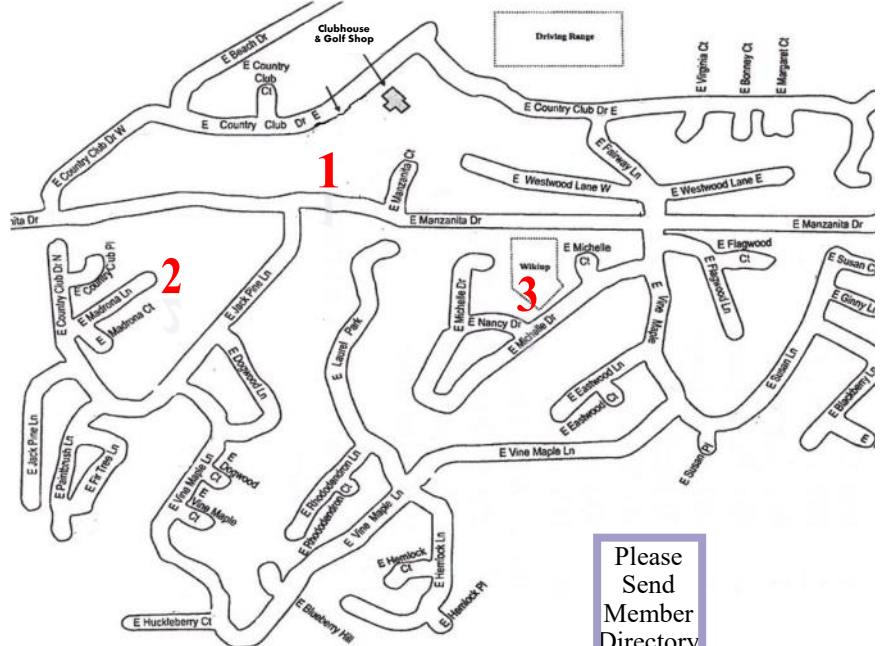 Clubhouse
& Golf Shop
Driving Range
E Beach Dr
E Country
Club
Ct
E Virginia Ct
E Bonney Ct
E Margaret Ct
E Country Club Dr E
E Country Club Dr E
E Country Club Dr W
E Fairway Ln
1
E Manzanita Ct
E Westwood Lane W
E Westwood Lane E
nita Dr
E Manzanita Dr
E Manzanita Dr
E Country Club Dr N
E Country Club Pl
2
E Madrona Ln
E Madrona Ct
E Jack Pine Ln
E Michelle
Ct
Wikiup
3
E Flagwood
Ct
E Flagwood Ln
E Susan C
E Ginny Ln
E Michelle Dr
E Nancy Dr
E Michelle Dr
E Vine Maple
E Laurel Park
E Dogwood Ln
E Susan Ln
E Blackberry Ln
E
E Eastwood Ln
E Eastwood Ct
E Jack Pine Ln
E Paintbrush Ln
E Fir Tree Ln
E Vine Maple Ln
E
Dogwood
Ct
E
Vine Maple
Ct
E Rhododendron Ln
E Rhododendron Ct
E Vine Maple Ln
E Vine Maple Ln
E Susan Pl
E Hemlock
Ct
E Hemlock Ln
E Hemlock Pl
E Huckleberry Ct
E Blueberry Hill
Please
Send
Member
Directory